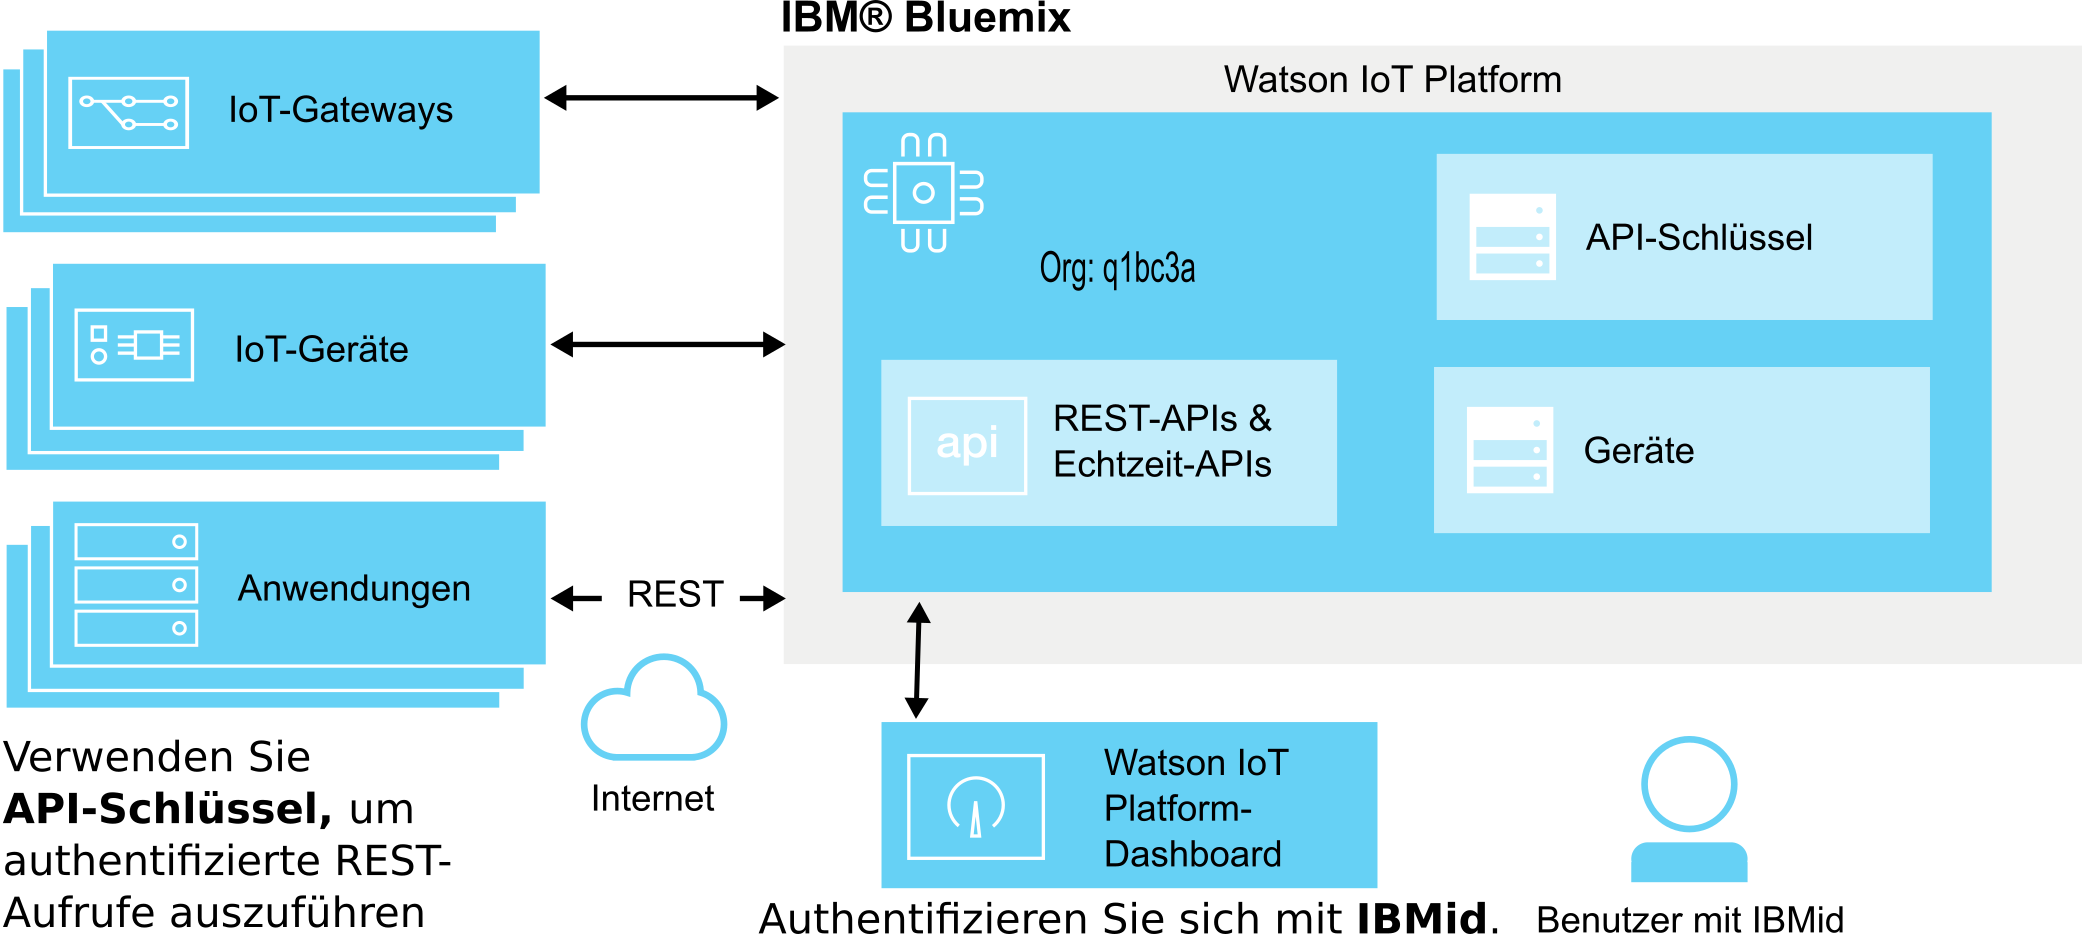 IBM® Bluemix
Watson IoT Platform
IoT-Gateways
Org: q1bc3a
API-Schlüssel
IoT-Geräte
api
REST-APIs &
Echtzeit-APIs
Geräte
Anwendungen
REST
Internet
Verwenden Sie
API-Schlüssel, um
authentifizierte REST-
Aufrufe auszuführen
Watson IoT
Platform-
Dashboard
Authentifizieren Sie sich mit IBMid.
Benutzer mit IBMid